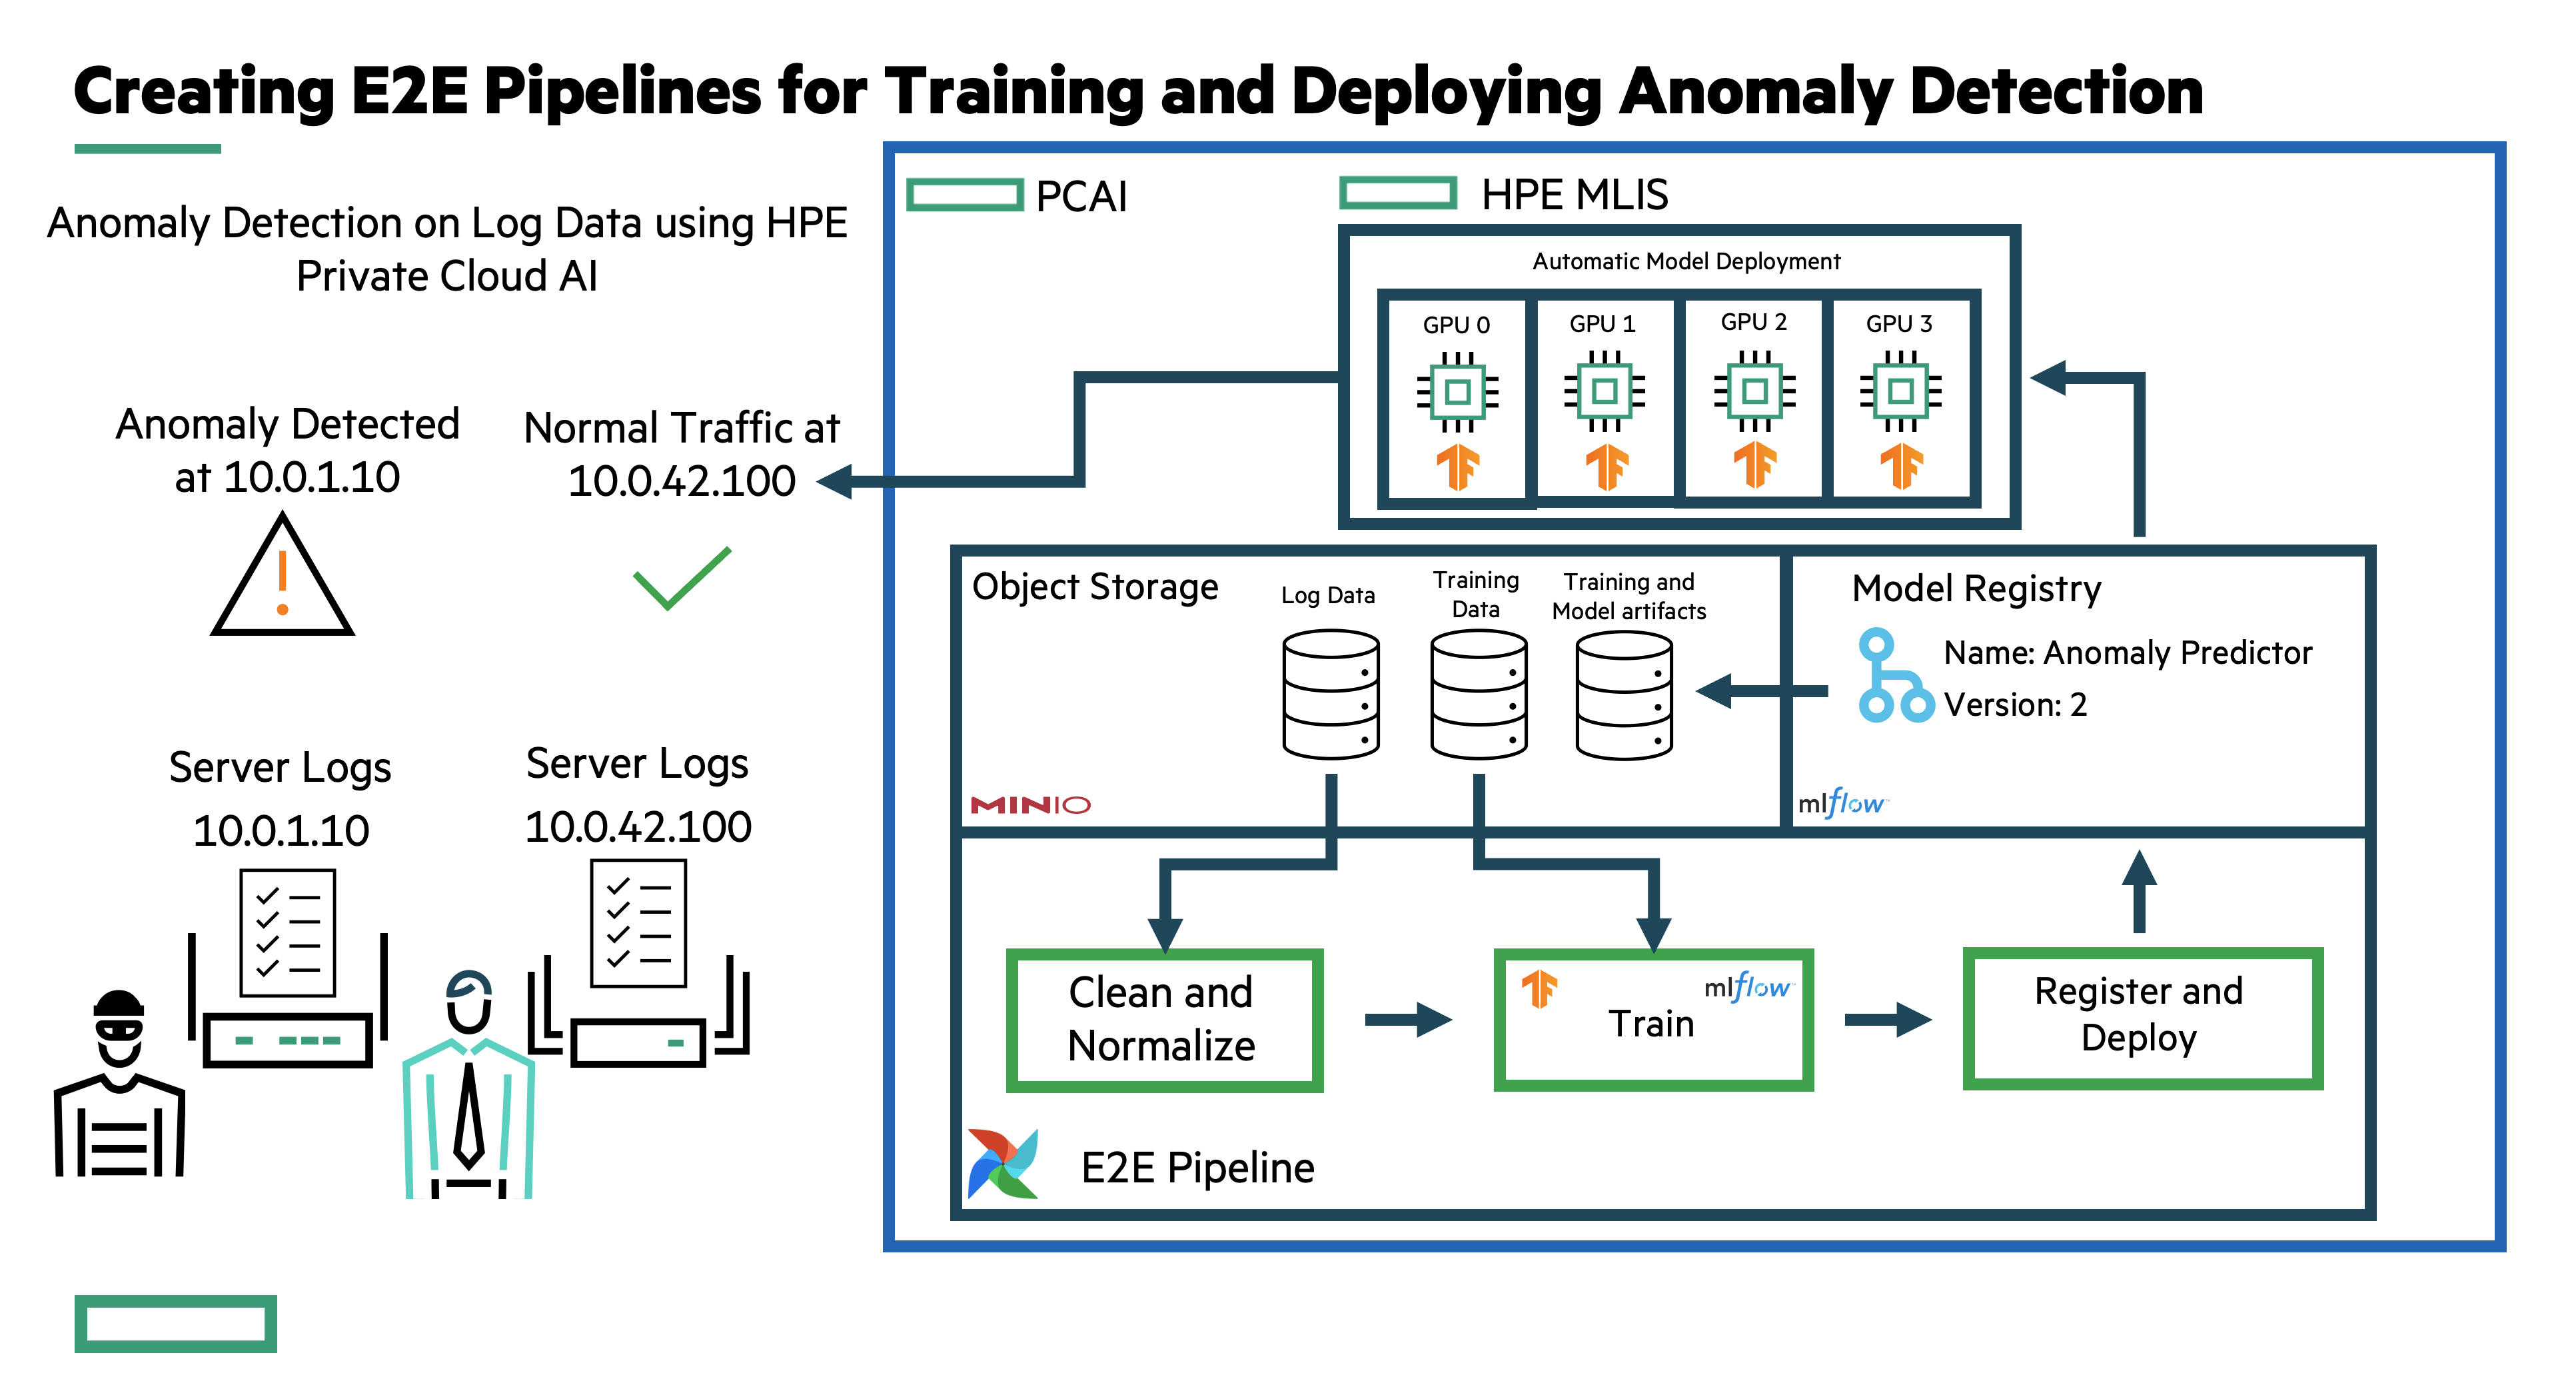 Creating E2E Pipelines for Training and Deploying Anomaly Detection
Anomaly Detection on Log Data using HPE
Private Cloud AI
Anomaly Detected
at 10.0.1.10
Normal Traffic at
10.0.42.100
Server Logs
10.0.1.10
Server Logs
10.0.42.100
PCAI
HPE MLIS
Automatic Model Deployment
GPU 0
GPU 1
GPU 2
GPU 3
Object Storage
Log Data
Training
Data
Training and
Model artifacts
MINIO
Model Registry
Name: Anomaly Predictor
Version: 2
mlflow
Clean and
Normalize
mlflow
Train
Register and
Deploy
E2E Pipeline